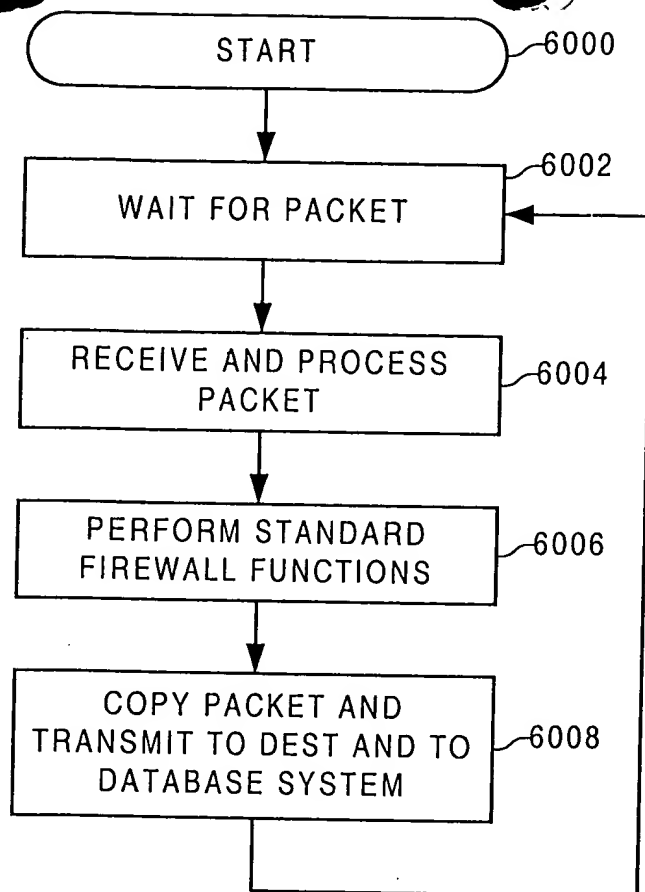 START
6000
WAIT FOR PACKET
6002
RECEIVE AND PROCESS
PACKET
6004
PERFORM STANDARD
FIREWALL FUNCTIONS
6006
COPY PACKET AND
TRANSMIT TO DEST AND TO
DATABASE SYSTEM
6008